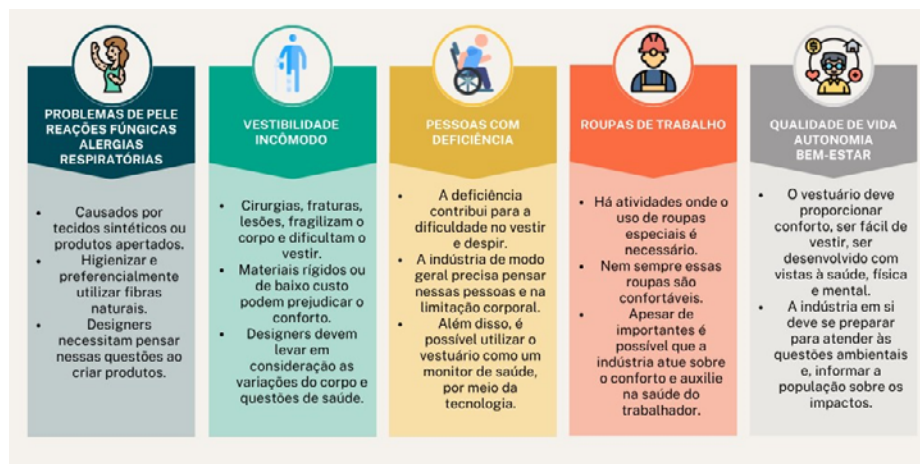 PROBLEMAS DE PELE
REAÇÕES FÚNGICAS
ALERGIAS
RESPIRATÓRIAS
• Causados por
tecidos sintéticos ou
produtos apertados.
• Higienizar e
preferencialmente
utilizar fibras
naturais.
• Designers
necessitam pensar
nessas questões ao
criar produtos.
VESTIBILIDADE
INCÔMODO
• Cirurgias, fraturas,
lesões, fragilizam o
corpo e dificultam o
vestir.
• Materiais rígidos ou
de baixo custo
podem prejudicar o
conforto.
• Designers devem
levar em
consideração as
variações do corpo e
questões de saúde.
PESSOAS COM
DEFICIÊNCIA
• A deficiência
contribui para a
dificuldade no vestir
e despir.
• A indústria de modo
geral precisa pensar
nessas pessoas e na
limitação corporal.
• Além disso, é
possível utilizar o
vestuário como um
monitor de saúde,
por meio da
tecnologia.
ROUPAS DE TRABALHO
• Há atividades onde o
uso de roupas
especiais é
necessário.
• Nem sempre essas
roupas são
confortáveis.
• Apesar de
importantes é
possível que a
indústria atue sobre
o conforto e auxilie
na saúde do
trabalhador.
QUALIDADE DE VIDA
AUTONOMIA
BEM-ESTAR
• O vestuário deve
proporcionar
conforto, ser fácil de
vestir, ser
desenvolvido com
vistas à saúde, física
e mental.
• A indústria em si
deve se preparar
para atender às
questões ambientais
e, informar a
população sobre os
impactos.